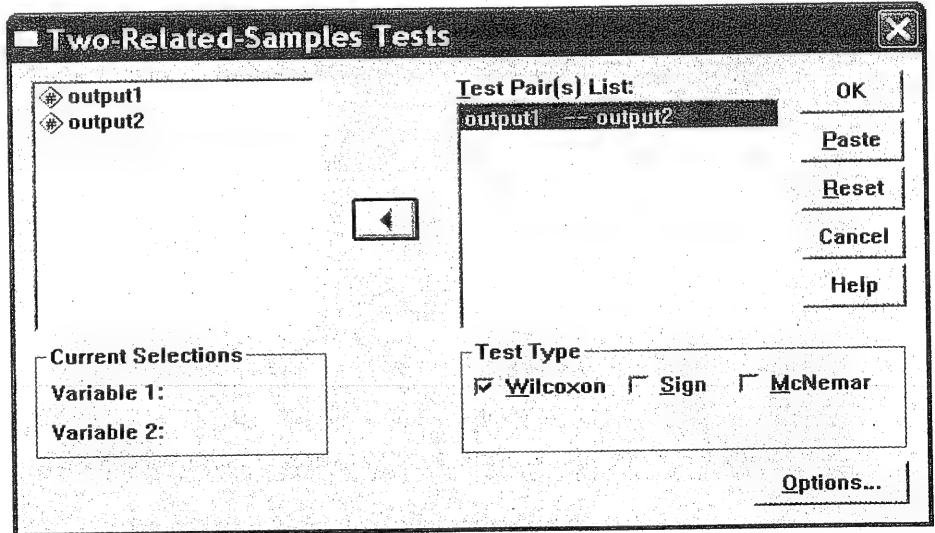 Two-Related-Samples Tests
output1
output2
Test Pair(s) List:
output1 -- output2
OK
Paste
Reset
Cancel
Help
Current Selections
Variable 1:
Variable 2:
Test Type
Wilcoxon Sign McNemar
Options...